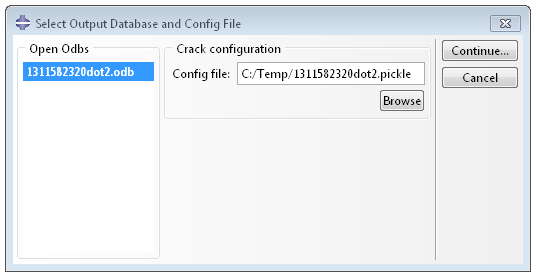 Select Output Database and Config File
Open Odbs
1311582320dot2.odb
Crack configuration
Config file: C:/Temp/1311582320dot2.pickle
Browse
Continue...
Cancel